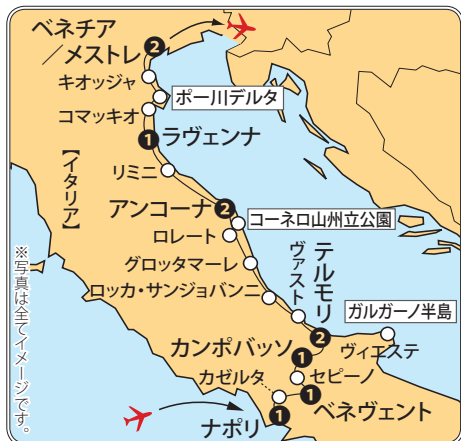 ベネチア
／メストレ
2
キオッジャ
ポー川デルタ
コマッキオ
1
ラヴェンナ
【イタリア】
リミニ
アンコーナ
2
コーネロ山州立公園
ロレート
グロッタマーレ
ロッカ・サンジョバンニ
ヴァスト
テルモリ
2
ガルガーノ半島
ヴィエステ
カンポバッソ
1
セピーノ
カゼルタ
1
ベネヴェント
1
ナポリ
※写真は全てイメージです。